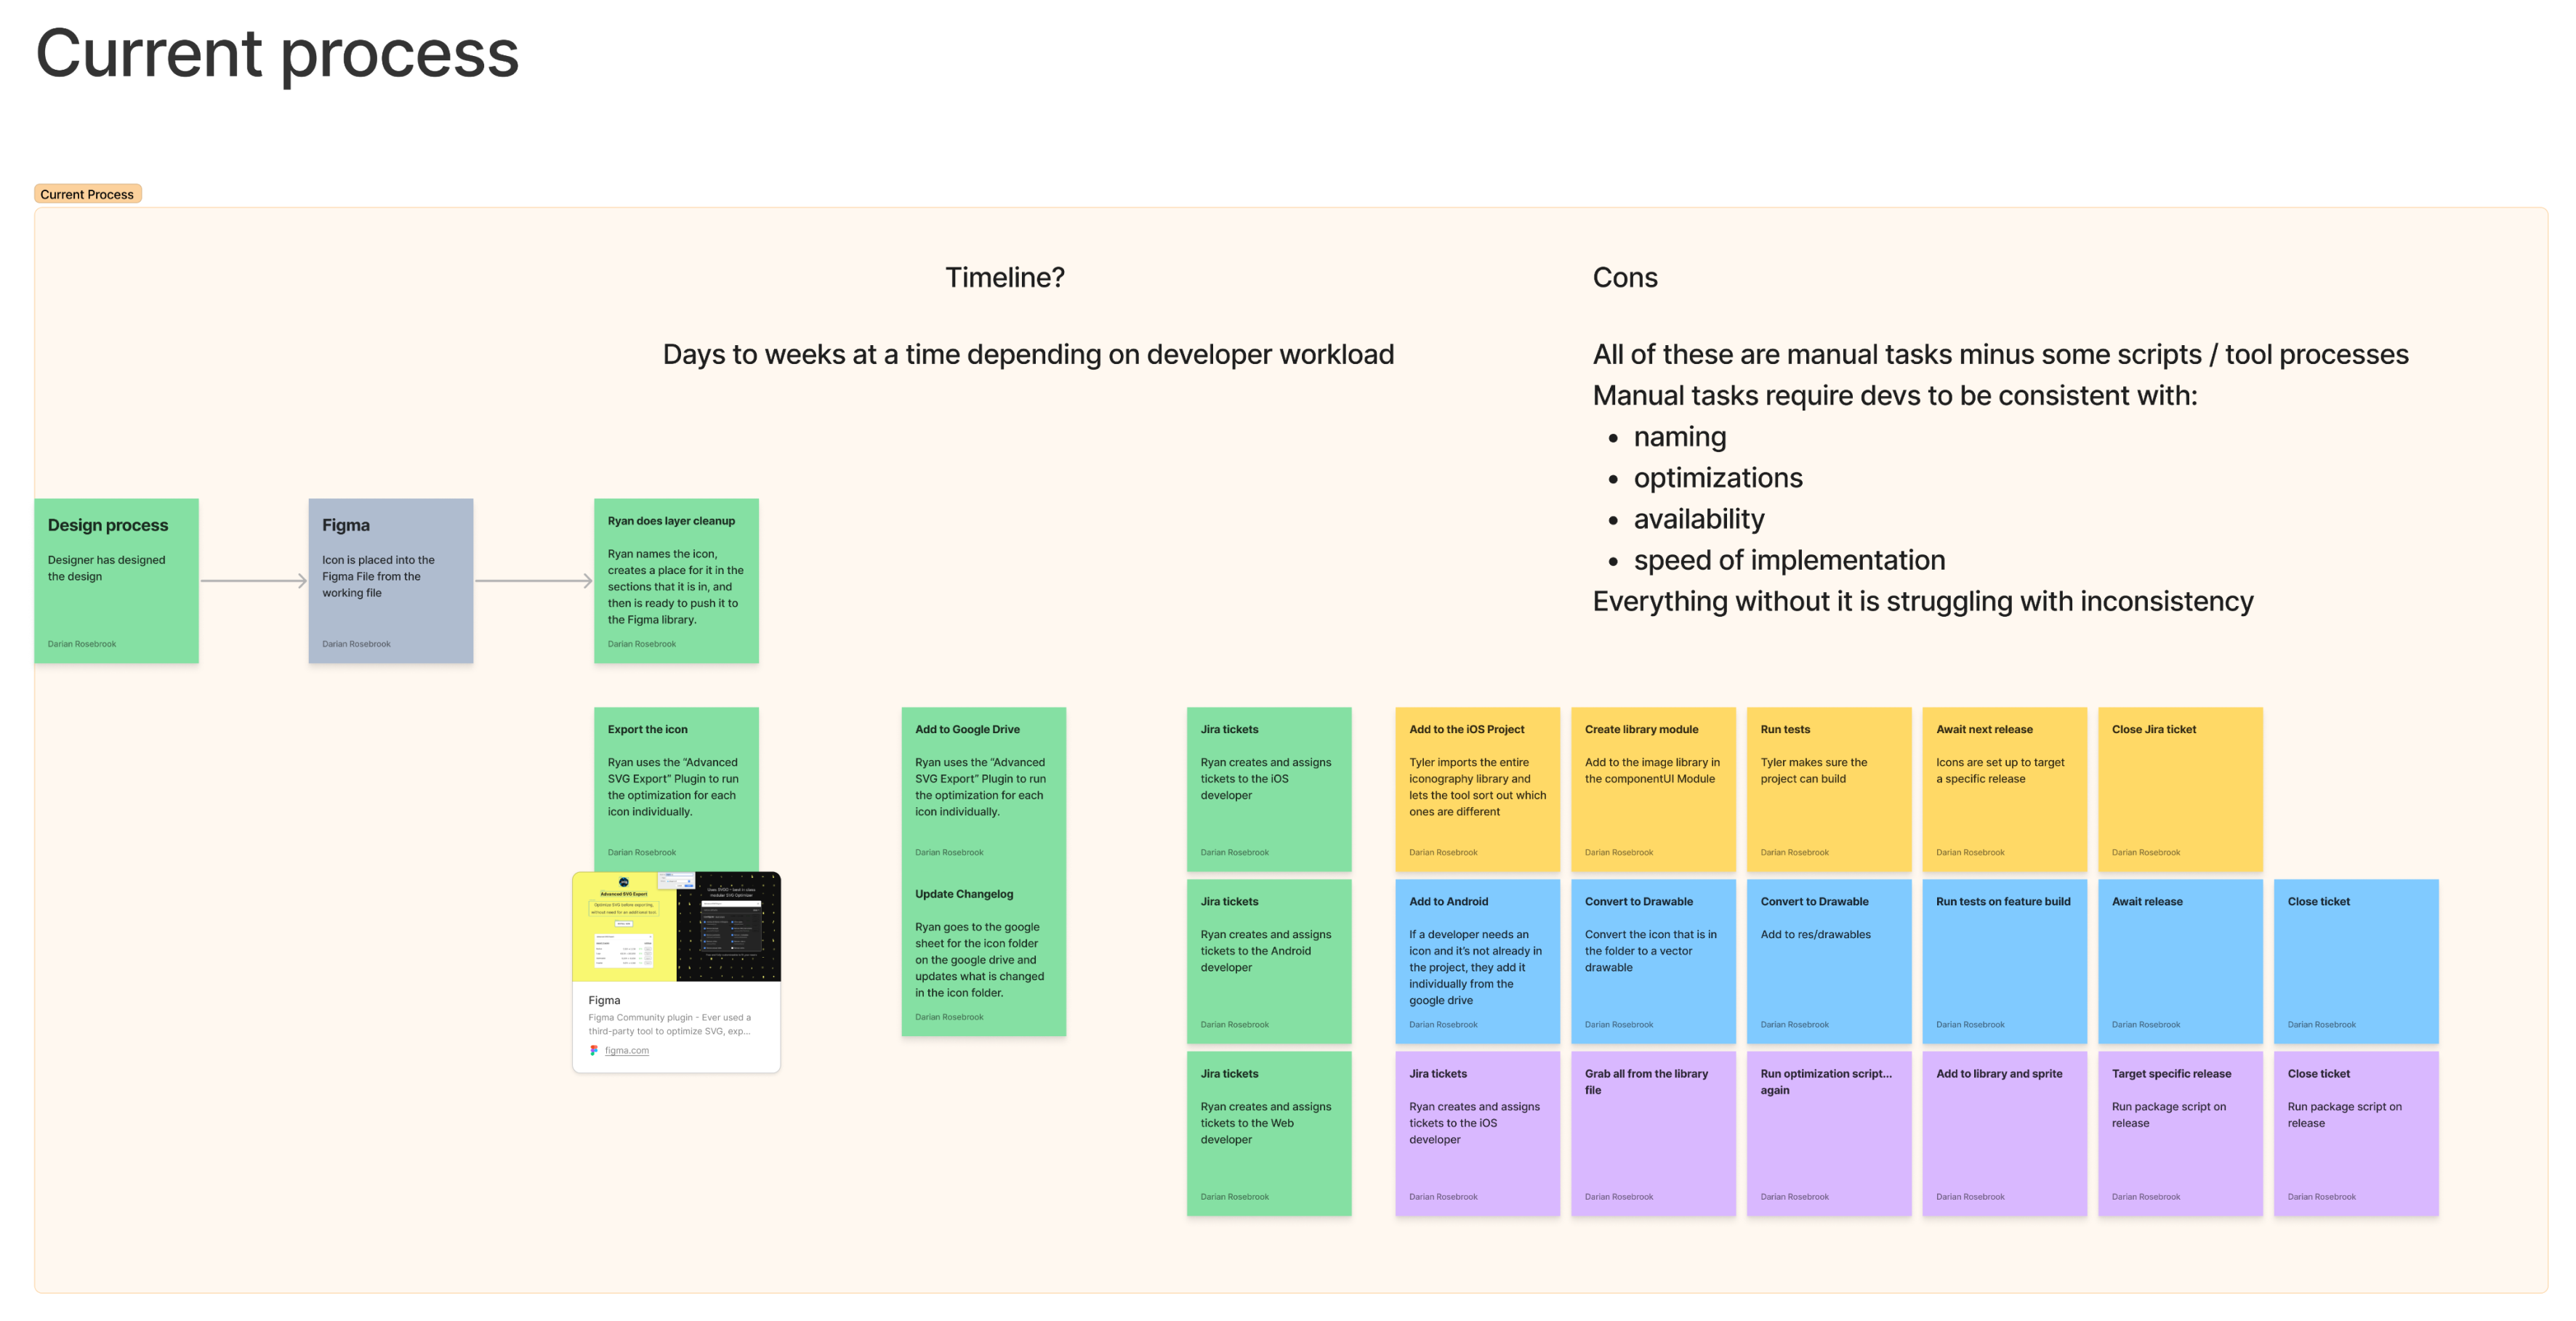 Current process
Current Process
Timeline?
Days to weeks at a time depending on developer workload
Cons
All of these are manual tasks minus some scripts / tool processes
Manual tasks require devs to be consistent with:
• naming
• optimizations
• availability
• speed of implementation
Everything without it is struggling with inconsistency
Design process
Designer has designed
the design
Darian Rosebrook
Figma
Icon is placed into the
Figma File from the
working file
Darian Rosebrook
Ryan does layer cleanup
Ryan names the icon,
creates a place for it in the
sections that it is in, and
then is ready to push it to
the Figma library.
Darian Rosebrook
Export the icon
Ryan uses the “Advanced
SVG Export” Plugin to run
the optimization for each
icon individually.
Darian Rosebrook
Advanced SVG Export
Optimize SVG before exporting,
without need for an additional tool.
Figma
Figma Community plugin - Ever used a
third-party tool to optimize SVG, exp...
figma.com
Add to Google Drive
Ryan uses the “Advanced
SVG Export” Plugin to run
the optimization for each
icon individually.
Darian Rosebrook
Update Changelog
Ryan goes to the google
sheet for the icon folder
on the google drive and
updates what is changed
in the icon folder.
Darian Rosebrook
Jira tickets
Ryan creates and assigns
tickets to the iOS
developer
Darian Rosebrook
Add to the iOS Project
Tyler imports the entire
iconography library and
lets the tool sort out which
ones are different
Darian Rosebrook
Create library module
Add to the image library in
the componentUI Module
Darian Rosebrook
Run tests
Tyler makes sure the
project can build
Darian Rosebrook
Await next release
Icons are set up to target
a specific release
Darian Rosebrook
Close Jira ticket
Darian Rosebrook
Jira tickets
Ryan creates and assigns
tickets to the Android
developer
Darian Rosebrook
Add to Android
If a developer needs an
icon and it’s not already in
the project, they add it
individually from the
google drive
Darian Rosebrook
Convert to Drawable
Convert the icon that is in
the folder to a vector
drawable
Darian Rosebrook
Convert to Drawable
Add to res/drawables
Darian Rosebrook
Run tests on feature build
Darian Rosebrook
Await release
Darian Rosebrook
Close ticket
Darian Rosebrook
Jira tickets
Ryan creates and assigns
tickets to the Web
developer
Darian Rosebrook
Jira tickets
Ryan creates and assigns
tickets to the iOS
developer
Darian Rosebrook
Grab all from the library
file
Darian Rosebrook
Run optimization script...
again
Darian Rosebrook
Add to library and sprite
Darian Rosebrook
Target specific release
Run package script on
release
Darian Rosebrook
Close ticket
Run package script on
release
Darian Rosebrook